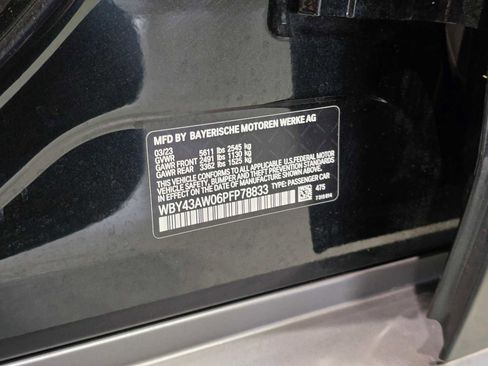 MFD BY BAYERISCHE MOTOREN WERKE AG
03/23 5611 lbs 2545 kg
GVWR
GAWR FRONT 2491 lbs 1130 kg
GAWR REAR 3362 lbs 1525 kg
THIS VEHICLE CONFORMS TO ALL APPLICABLE U.S. FEDERAL MOTOR
VEHICLE SAFETY, BUMPER, AND THEFT PREVENTION STANDARDS IN
EFFECT ON THE DATE OF MANUFACTURE SHOWN ABOVE.
WBY43AW06PFP78833 TYPE: PASSENGER CAR
475